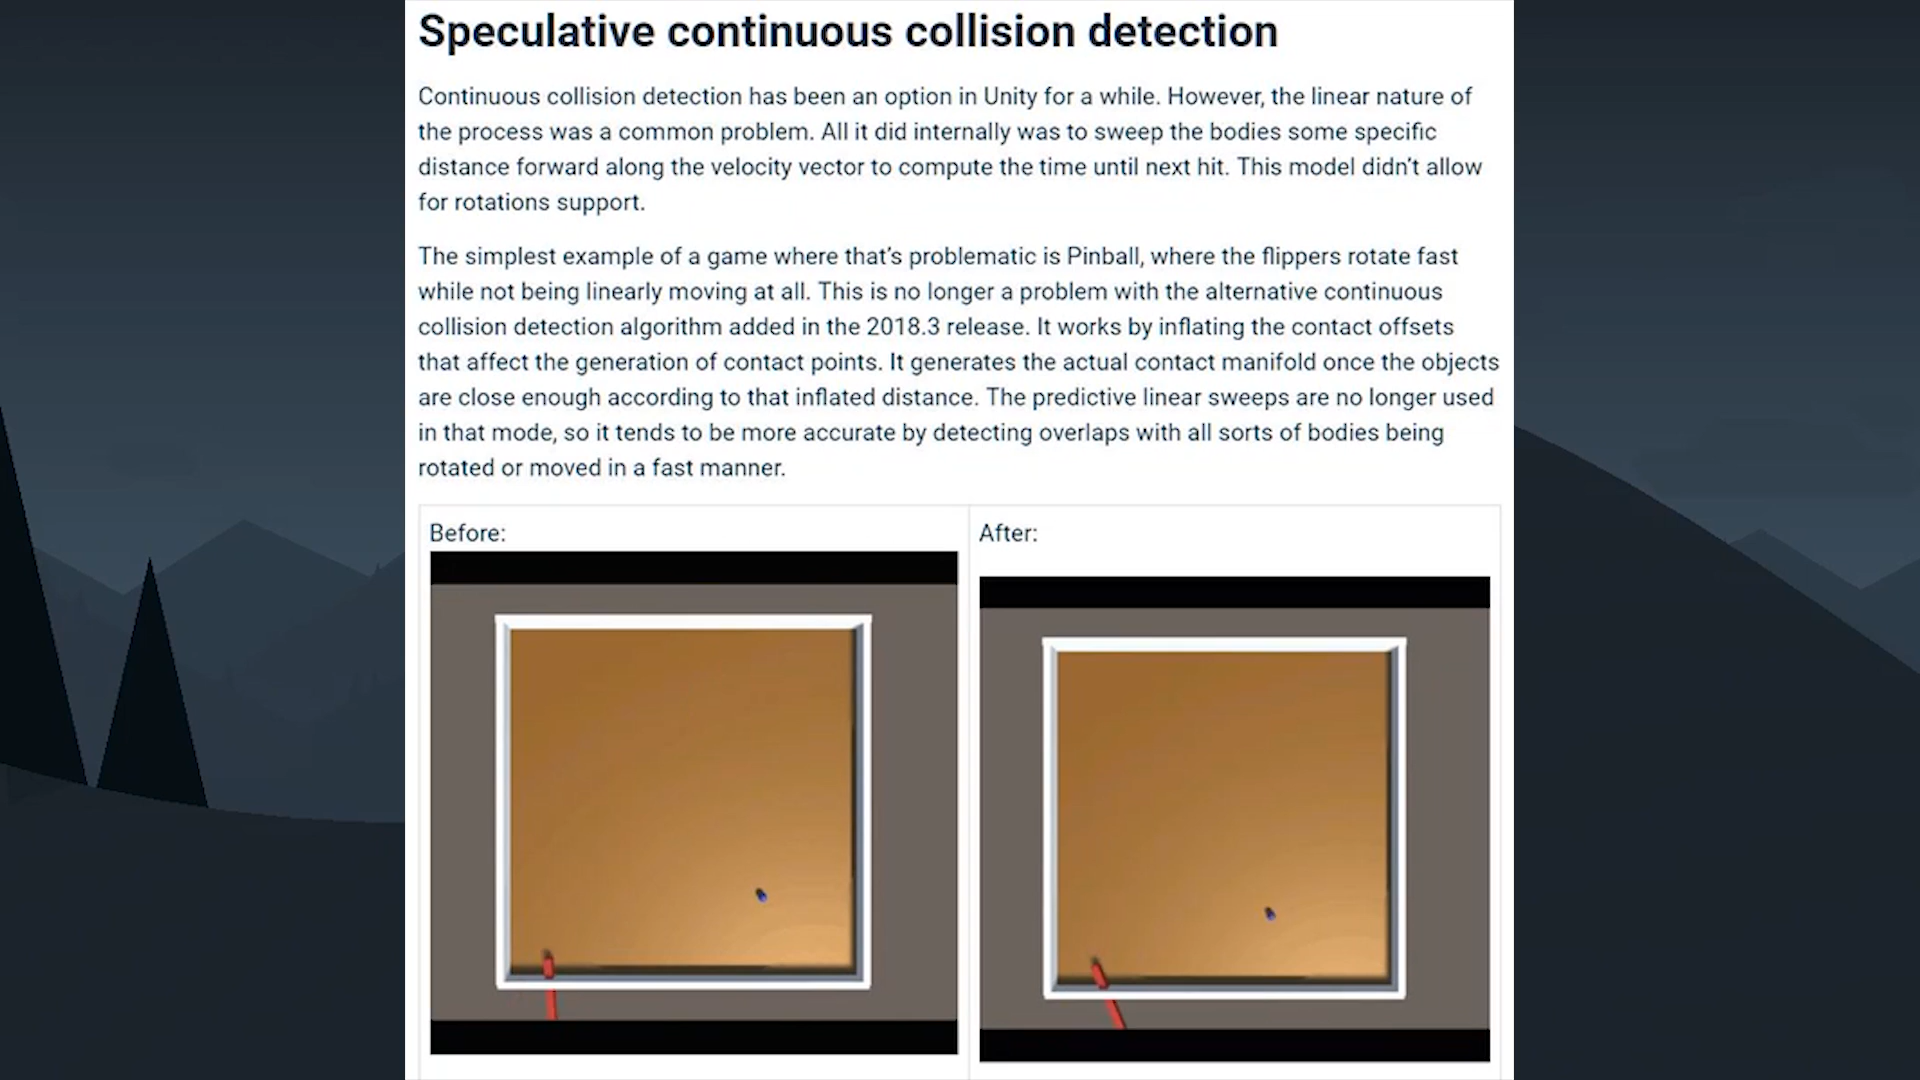 Speculative continuous collision detection
Continuous collision detection has been an option in Unity for a while. However, the linear nature of
the process was a common problem. All it did internally was to sweep the bodies some specific
distance forward along the velocity vector to compute the time until next hit. This model didn’t allow
for rotations support.
The simplest example of a game where that’s problematic is Pinball, where the flippers rotate fast
while not being linearly moving at all. This is no longer a problem with the alternative continuous
collision detection algorithm added in the 2018.3 release. It works by inflating the contact offsets
that affect the generation of contact points. It generates the actual contact manifold once the objects
are close enough according to that inflated distance. The predictive linear sweeps are no longer used
in that mode, so it tends to be more accurate by detecting overlaps with all sorts of bodies being
rotated or moved in a fast manner.
Before:
After: